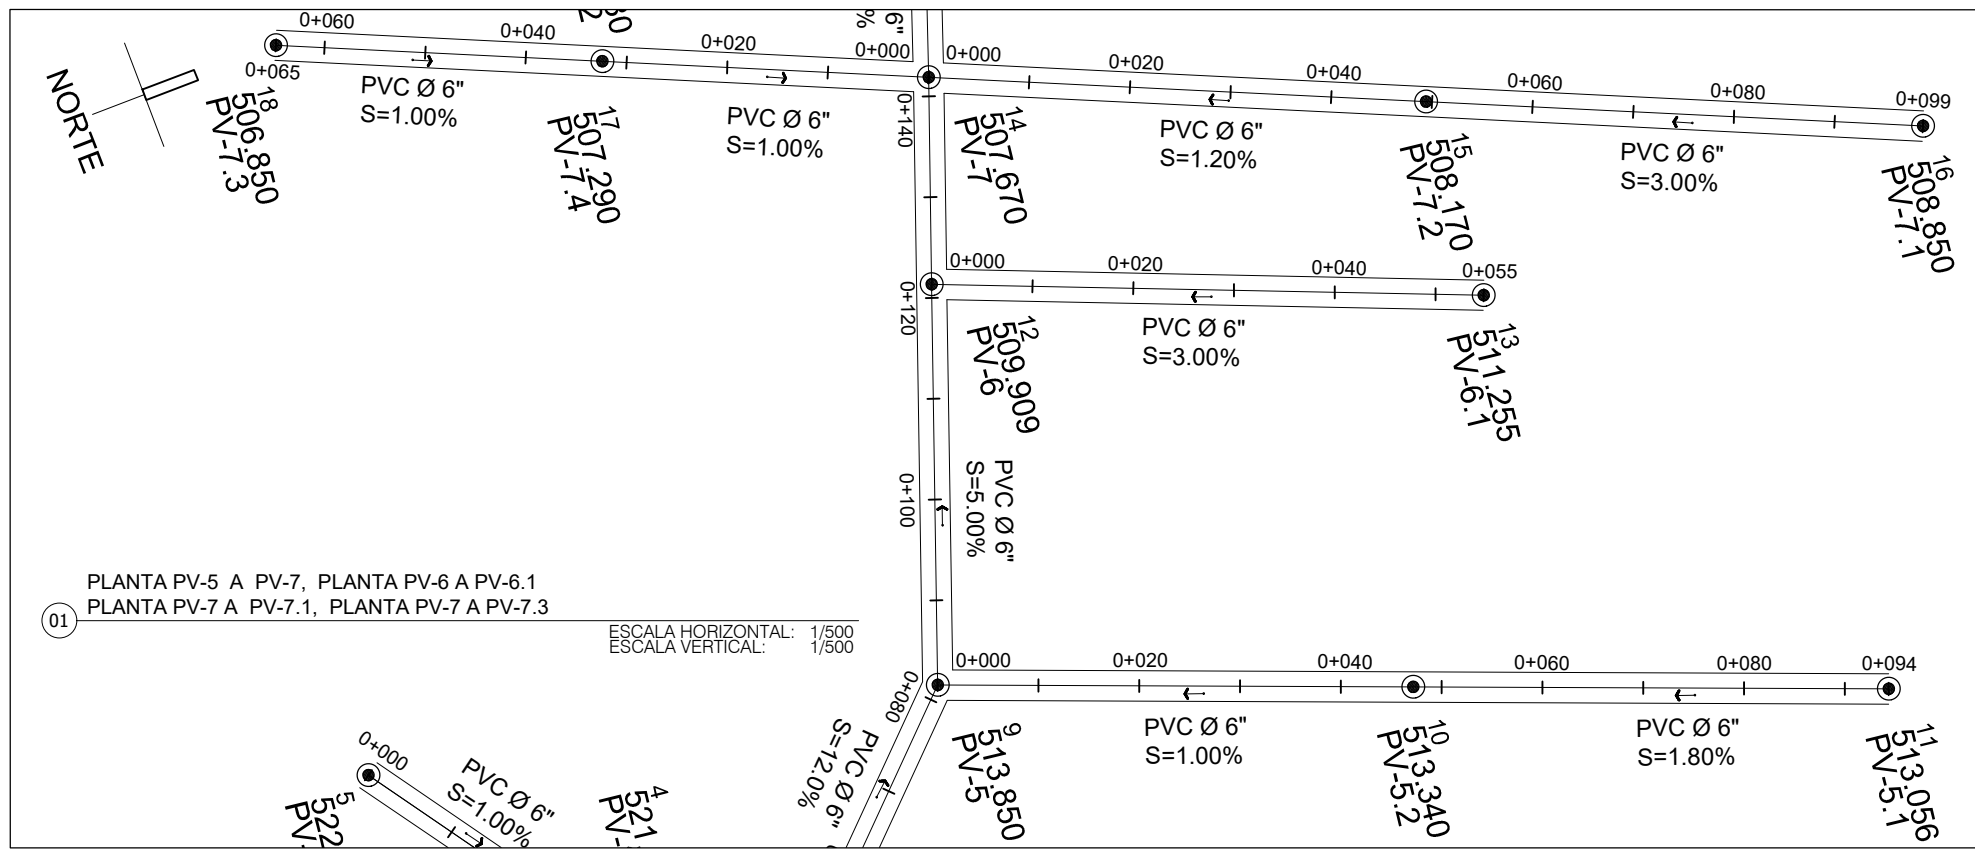 NORTE
0+060
0+040
0+020
0+000
0+000
0+020
0+040
0+060
0+080
0+099
0+065
PVC Ø 6"
S=1.00%
PVC Ø 6"
S=1.00%
PVC Ø 6"
S=1.20%
PVC Ø 6"
S=3.00%
6"
%
18
506.850
PV-7.3
17
507.290
PV-7.4
0+140
14
507.670
PV-7
15
508.170
PV-7.2
16
508.850
PV-7.1
0+000
0+020
0+040
0+055
PVC Ø 6"
S=3.00%
0+120
12
509.909
PV-6
13
511.255
PV-6.1
0+100
PVC Ø 6"
S=5.00%
PLANTA PV-5 A PV-7, PLANTA PV-6 A PV-6.1
PLANTA PV-7 A PV-7.1, PLANTA PV-7 A PV-7.3
01
ESCALA HORIZONTAL: 1/500
ESCALA VERTICAL: 1/500
0+080
0+000
0+020
0+040
0+060
0+080
0+094
PVC Ø 6"
S=1.00%
PVC Ø 6"
S=1.80%
PVC Ø 6"
S=12.0%
9
513.850
PV-5
10
513.340
PV-5.2
11
513.056
PV-5.1
0+000
PVC Ø 6"
S=1.00%
5
522
PV
4
521
PV